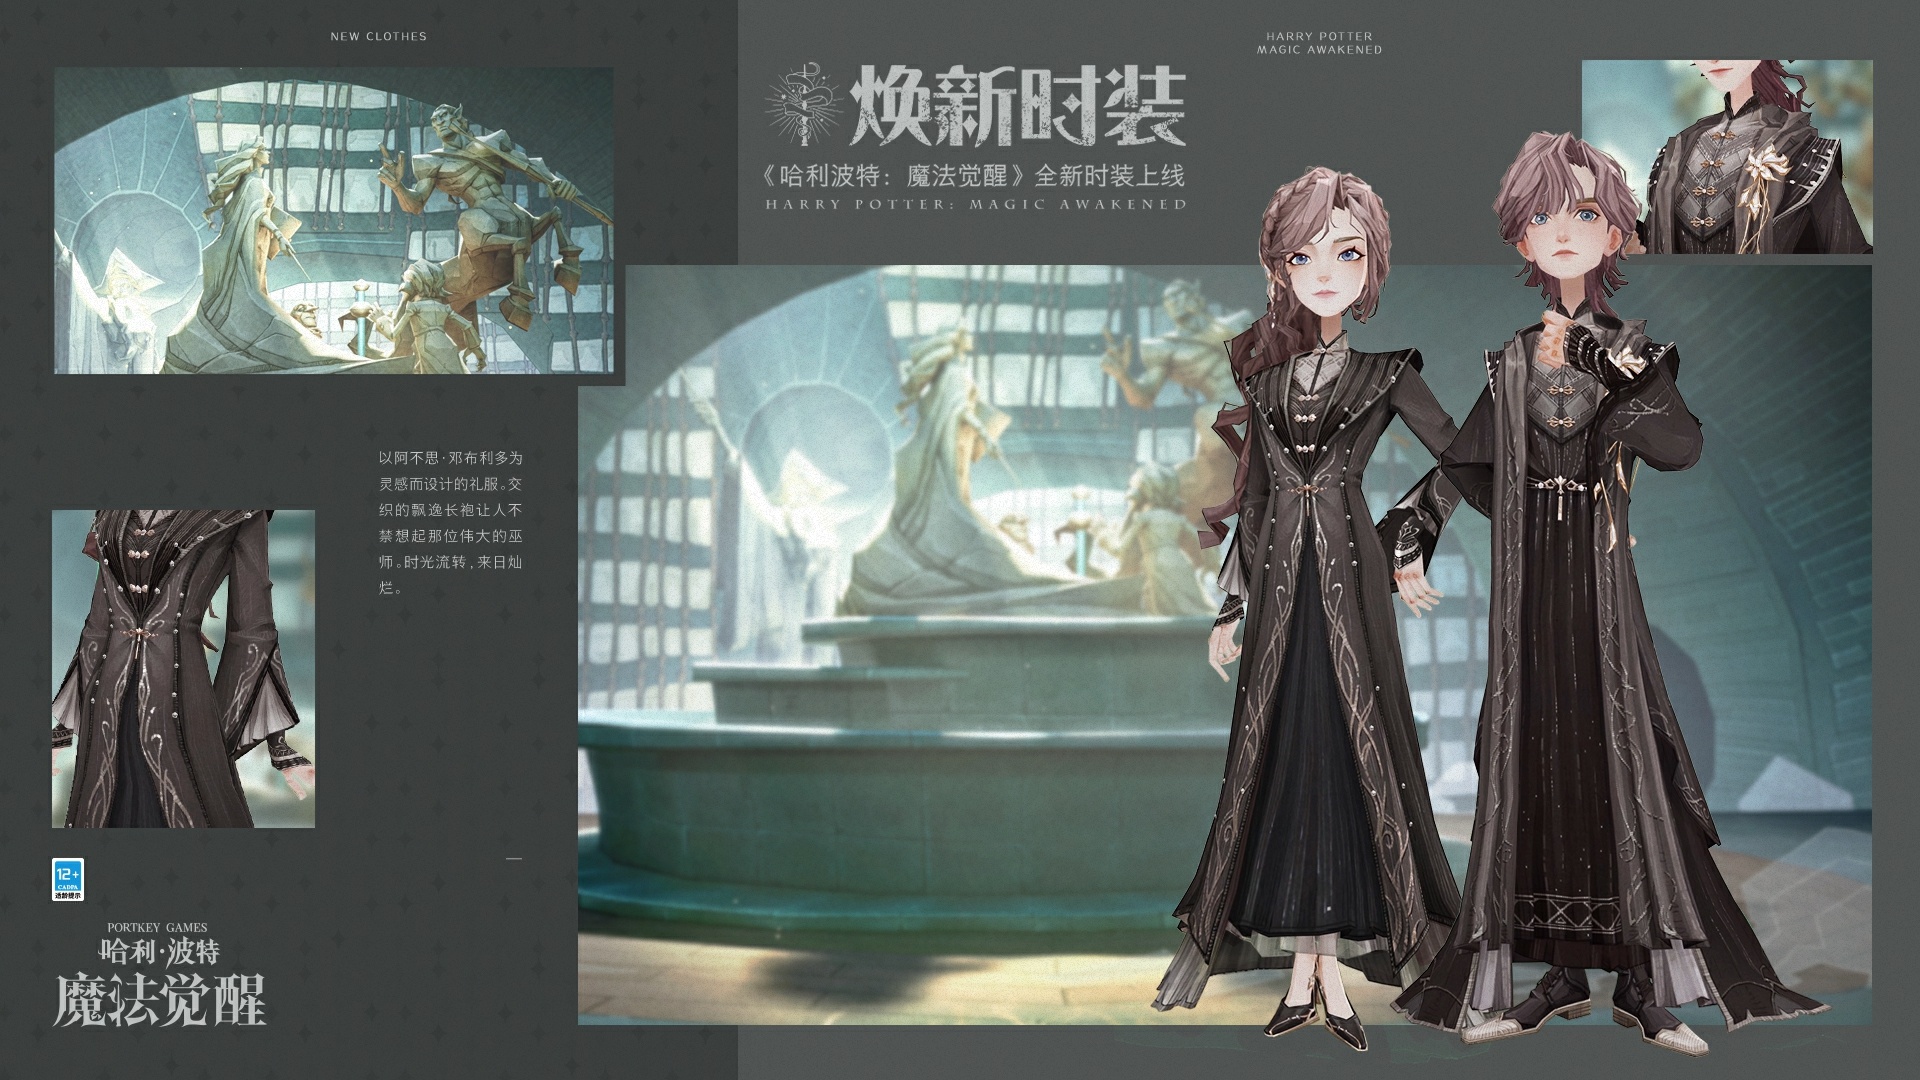 NEW CLOTHES
HARRY POTTER
MAGIC AWAKENED
焕新时装
《哈利波特：魔法觉醒》全新时装上线
HARRY POTTER: MAGIC AWAKENED
以阿不思·邓布利多为
灵感而设计的礼服。交
织的飘逸长袍让人不
禁想起那位伟大的巫
师。时光流转，来日灿
烂。
12+
CADPA
适龄提示
PORTKEY GAMES
哈利·波特
魔法觉醒